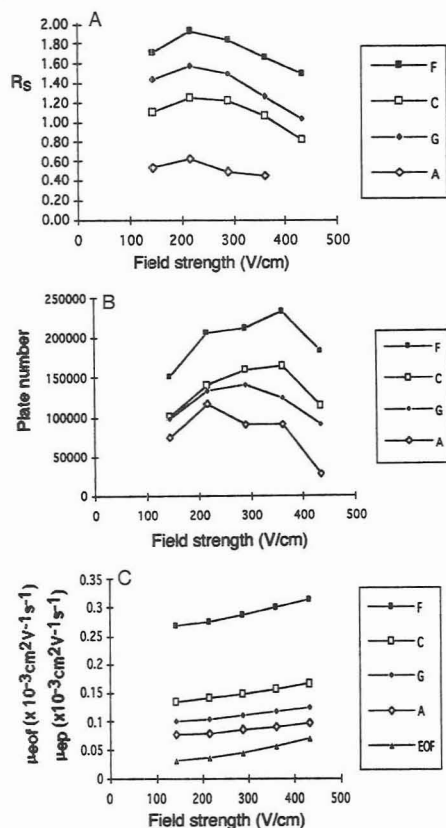 A
Rs
2.00
1.80
1.60
1.40
1.20
1.00
0.80
0.60
0.40
0.20
0.00
0 100 200 300 400 500
Field strength (V/cm)
F
C
G
A
B
Plate number
250000
200000
150000
100000
50000
0
0 100 200 300 400 500
Field strength (V/cm)
F
C
G
A
C
μeof (x 10-3cm2V-1s-1)
μep (x10-3cm2V-1s-1)
0.35
0.3
0.25
0.2
0.15
0.1
0.05
0
0 100 200 300 400 500
Field strength (V/cm)
F
C
G
A
EOF